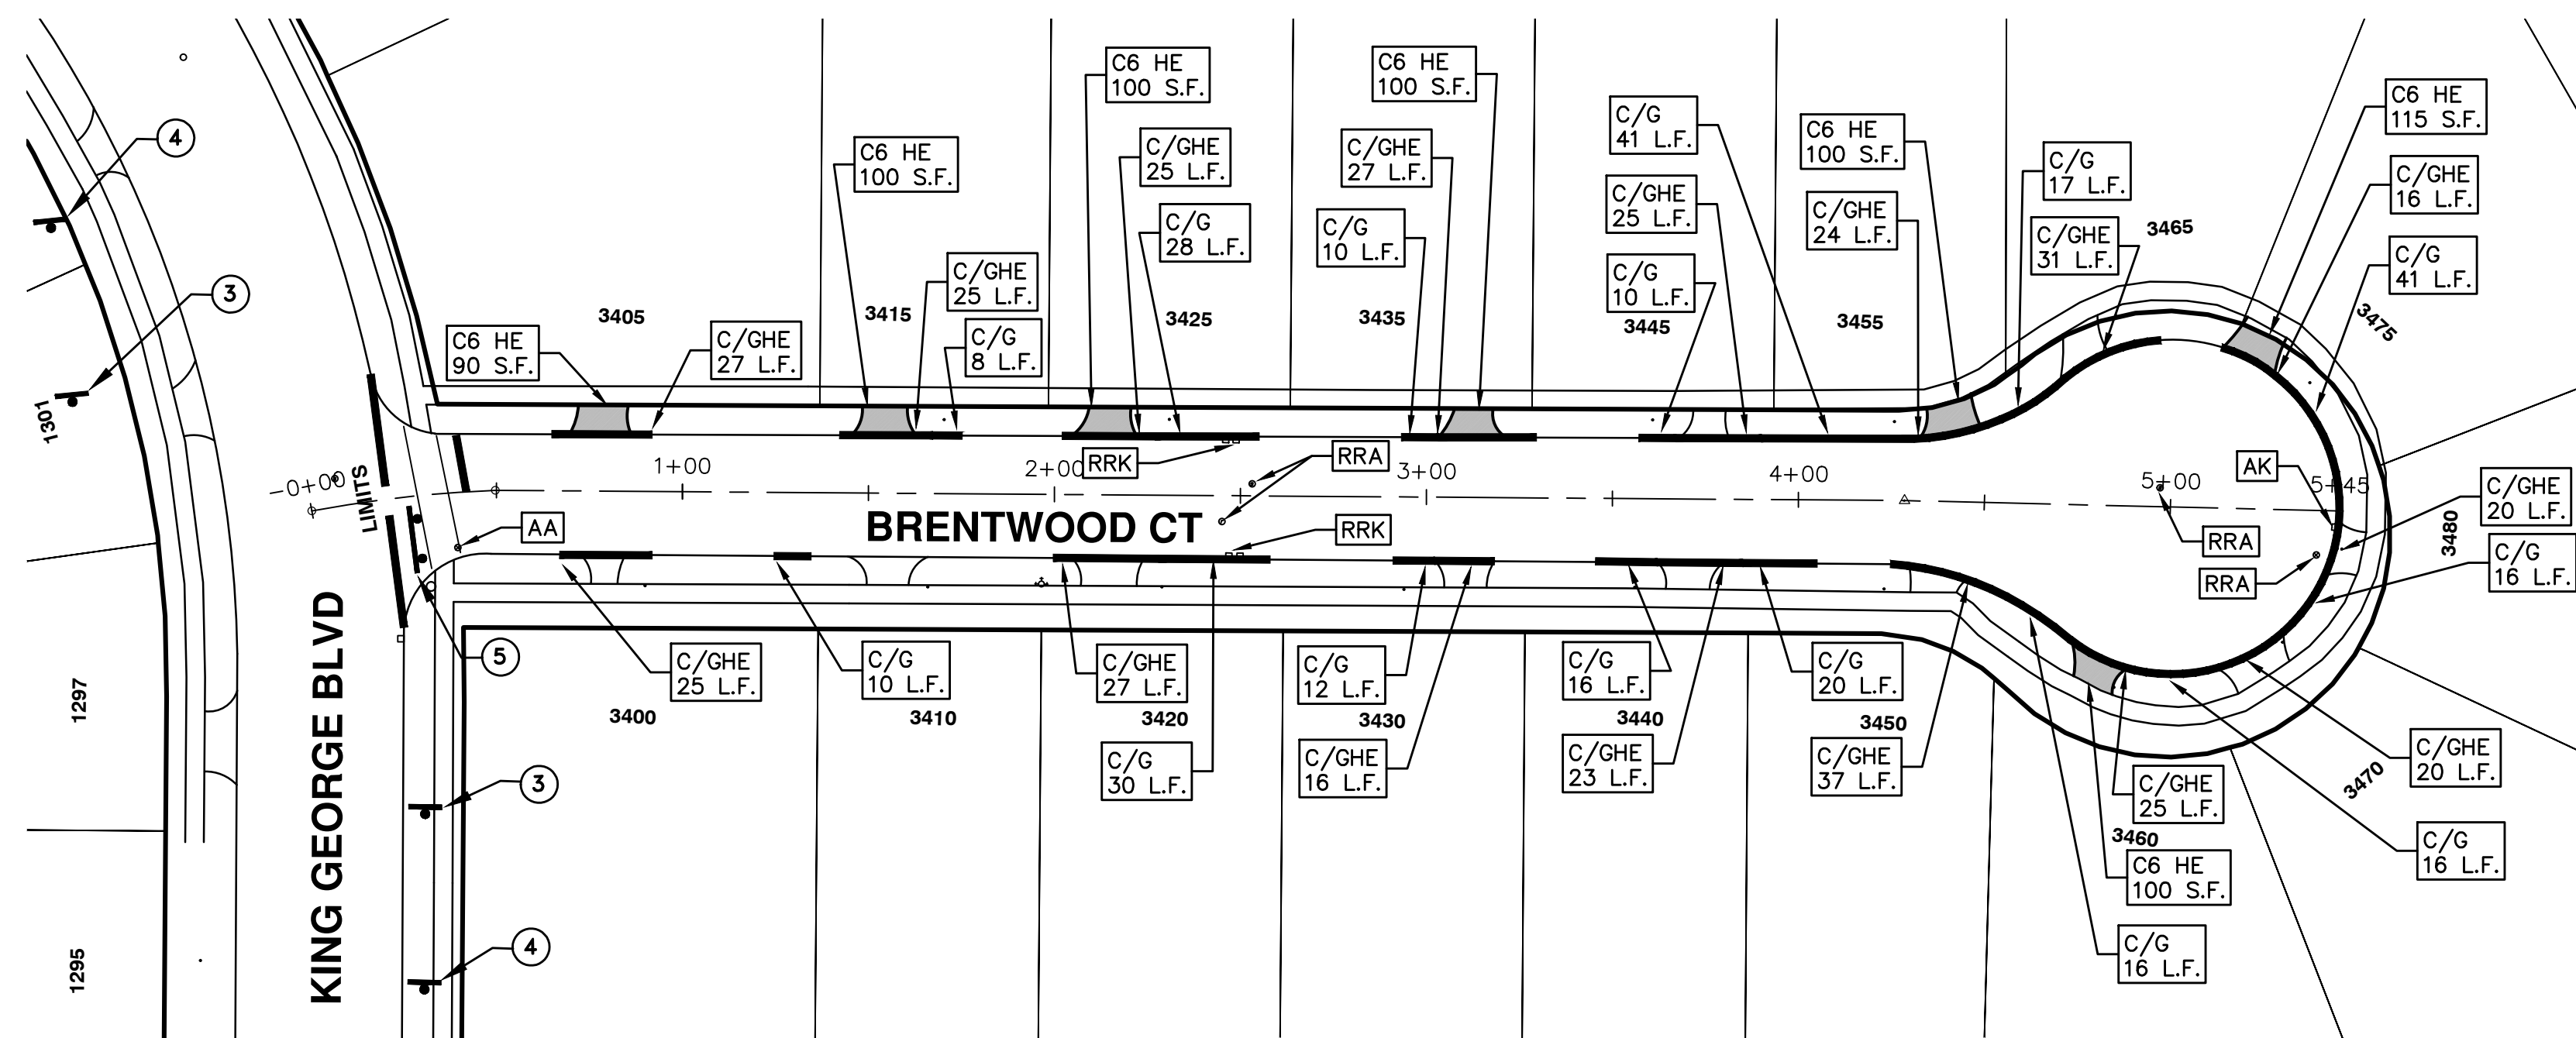 C6 HE
100 S.F.
C6 HE
100 S.F.
C6 HE
115 S.F.
C/G
41 L.F.
C6 HE
100 S.F.
4
C6 HE
100 S.F.
C/GHE
25 L.F.
C/GHE
27 L.F.
C/G
17 L.F.
C/GHE
16 L.F.
C/GHE
25 L.F.
C/GHE
24 L.F.
C/G
28 L.F.
C/G
10 L.F.
C/GHE
31 L.F.
3465
C/G
41 L.F.
3
C/GHE
25 L.F.
C/G
10 L.F.
3405
3415
3425
3435
3445
3455
3475
C6 HE
90 S.F.
C/GHE
27 L.F.
C/G
8 L.F.
1301
-0+00
LIMITS
1+00
2+00
RRK
RRA
3+00
4+00
5+00
AK
5+45
C/GHE
20 L.F.
AA
BRENTWOOD CT
RRK
RRA
3480
C/G
16 L.F.
RRA
KING GEORGE BLVD
5
C/GHE
25 L.F.
C/G
10 L.F.
C/GHE
27 L.F.
C/G
12 L.F.
C/G
16 L.F.
C/G
20 L.F.
1297
3400
3410
3420
3430
3440
3450
C/GHE
20 L.F.
3
C/G
30 L.F.
C/GHE
16 L.F.
C/GHE
23 L.F.
C/GHE
37 L.F.
C/GHE
25 L.F.
3470
3460
C/G
16 L.F.
C6 HE
100 S.F.
4
1295
C/G
16 L.F.